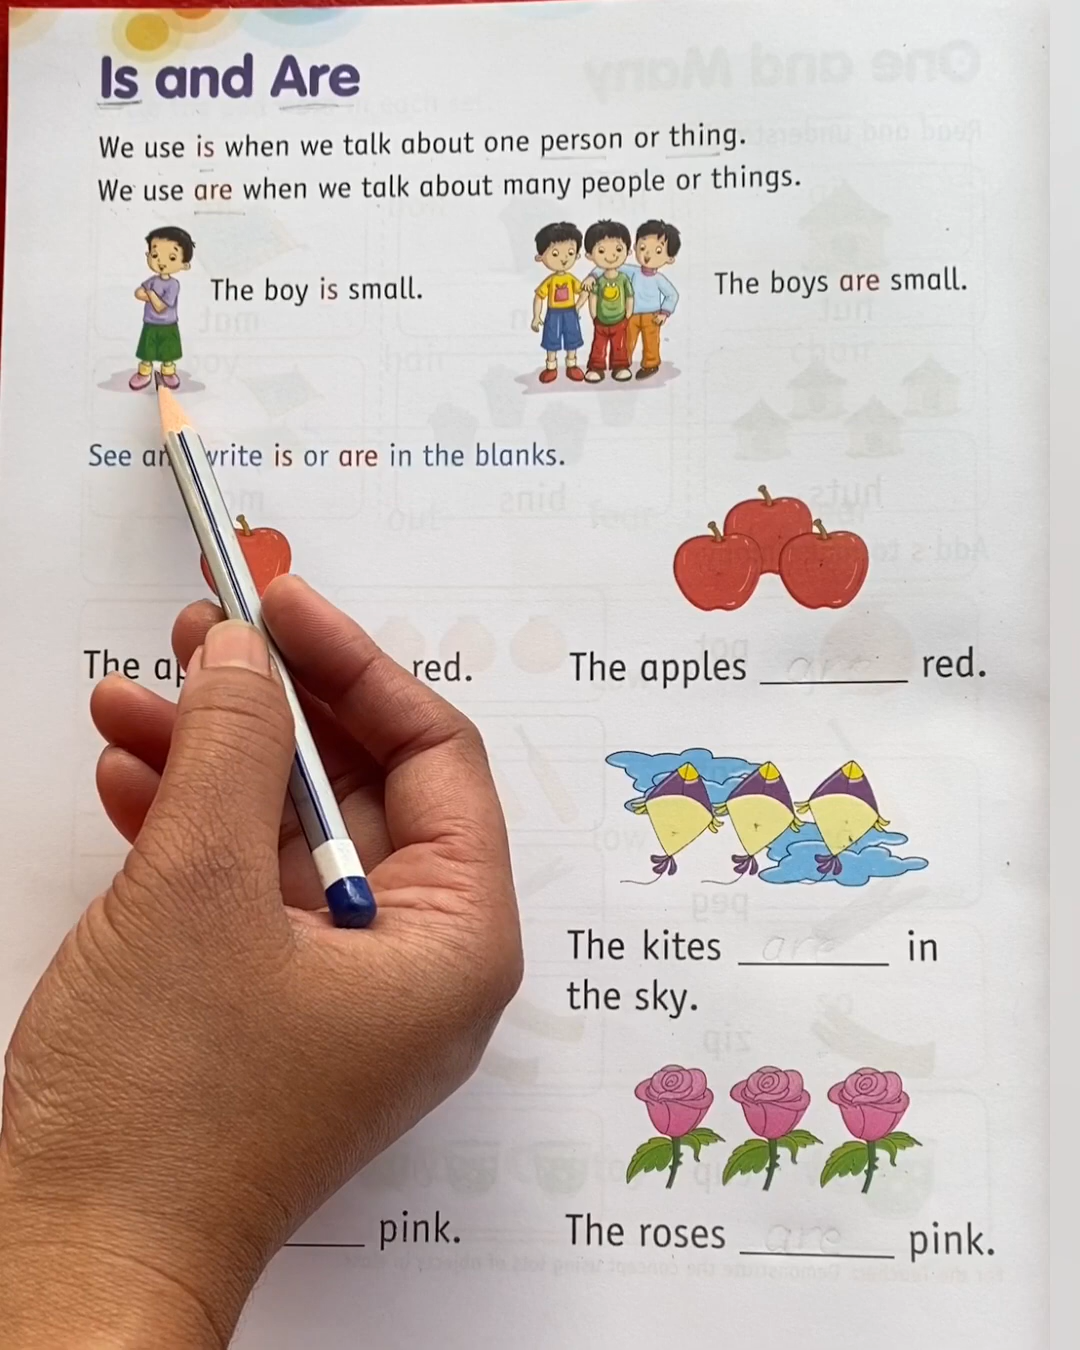 Is and Are
We use is when we talk about one person or thing.
We use are when we talk about many people or things.
The boy is small.
The boys are small.
See write is or are in the blanks.
The red.
The apples are red.
The kites are in
the sky.
pink.
The roses are pink.